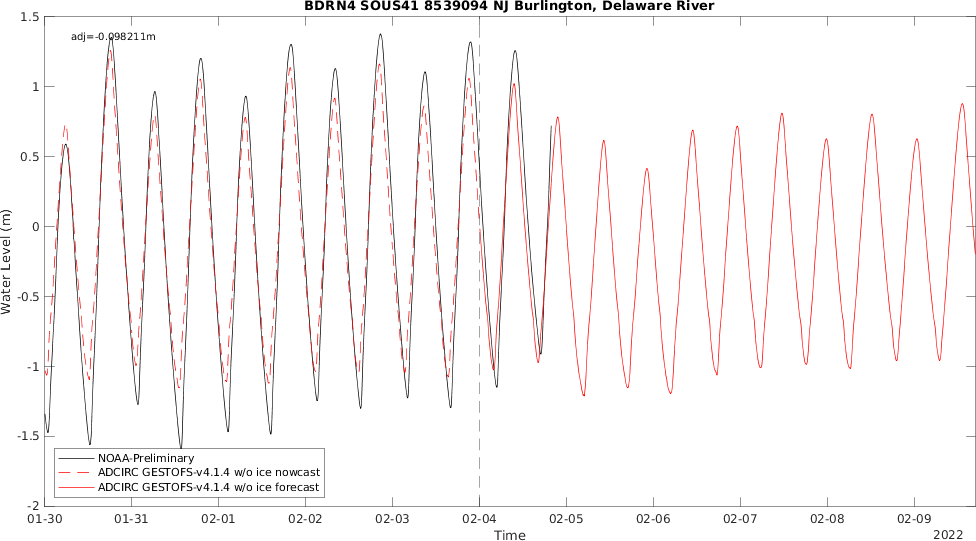 BDRN4 SOUS41 8539094 NJ Burlington, Delaware River
adj=-0.098211m
1.5
1
0.5
0
-0.5
-1
-1.5
-2
Water Level (m)
NOAA-Preliminary
ADCIRC GESTOFS-v4.1.4 w/o ice nowcast
ADCIRC GESTOFS-v4.1.4 w/o ice forecast
01-30 01-31 02-01 02-02 02-03 02-04 02-05 02-06 02-07 02-08 02-09
Time
2022